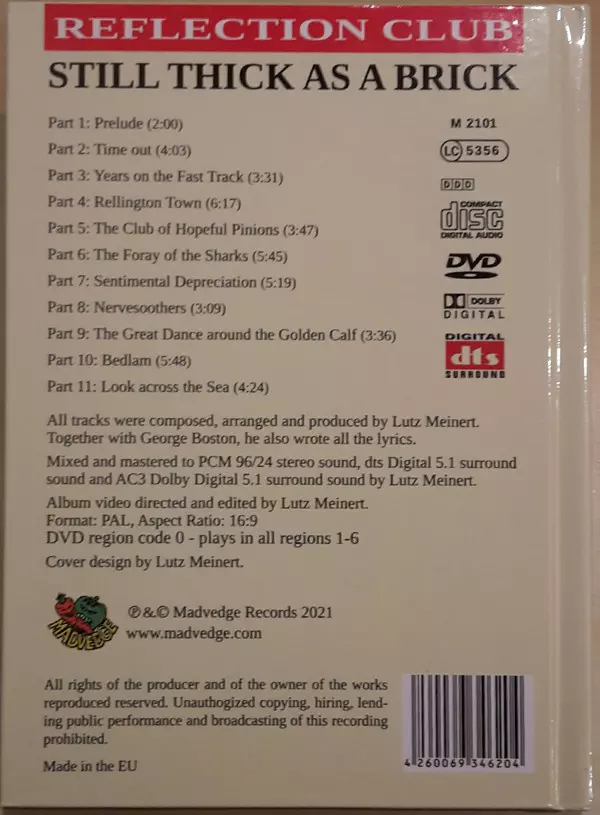 REFLECTION CLUB
STILL THICK AS A BRICK
Part 1: Prelude (2:00)
Part 2: Time out (4:03)
Part 3: Years on the Fast Track (3:31)
Part 4: Rellington Town (6:17)
Part 5: The Club of Hopeful Pinions (3:47)
Part 6: The Foray of the Sharks (5:45)
Part 7: Sentimental Depreciation (5:19)
Part 8: Nervesoothers (3:09)
Part 9: The Great Dance around the Golden Calf (3:36)
Part 10: Bedlam (5:48)
Part 11: Look across the Sea (4:24)
M 2101
LC 5356
DDD
COMPACT
disc
DIGITAL AUDIO
DVD
DOLBY
DIGITAL
DIGITAL
dts
SURROUND
All tracks were composed, arranged and produced by Lutz Meinert.
Together with George Boston, he also wrote all the lyrics.
Mixed and mastered to PCM 96/24 stereo sound, dts Digital 5.1 surround
sound and AC3 Dolby Digital 5.1 surround sound by Lutz Meinert.
Album video directed and edited by Lutz Meinert.
Format: PAL, Aspect Ratio: 16:9
DVD region code 0 - plays in all regions 1-6
Cover design by Lutz Meinert.
MADVEDGE
℗&© Madvedge Records 2021
www.madvedge.com
All rights of the producer and of the owner of the works
reproduced reserved. Unauthogized copying, hiring, lend-
ing public performance and broadcasting of this recording
prohibited.
Made in the EU
4 260069 346204